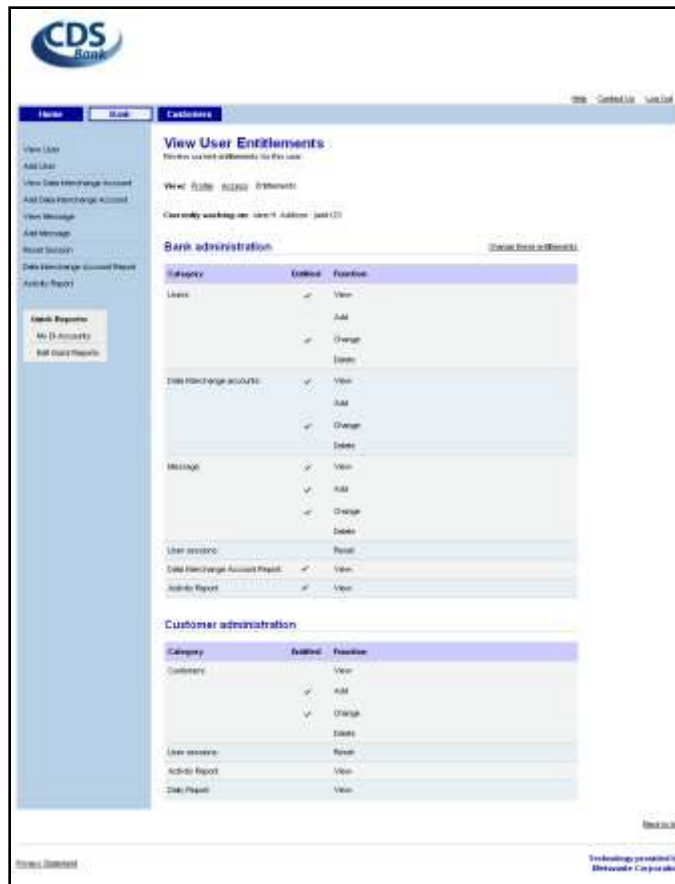 CDS
Bank
Help Contact Us Log Out
Home Bank Customers
View User
Add User
View Data Interchange Account
Add Data Interchange Account
View Message
Add Message
Reset Session
Data Interchange Account Report
Activity Report
Quick Reports
My DI Accounts
Edit Quick Reports
View User Entitlements
Review current entitlements for this user.
View: Profile Access Entitlements
Currently working on:
Bank administration
Change these entitlements
Category Entitled Function
Users ✓ View
Add
✓ Change
Delete
Data Interchange accounts ✓ View
Add
✓ Change
Delete
Message ✓ View
✓ Add
✓ Change
Delete
User sessions Reset
Data Interchange Account Report ✓ View
Activity Report ✓ View
Customer administration
Category Entitled Function
Customers View
✓ Add
✓ Change
Delete
User sessions Reset
Activity Report View
Daily Report View
Back to
Privacy Statement
Technology provided
Metavante Corporatio